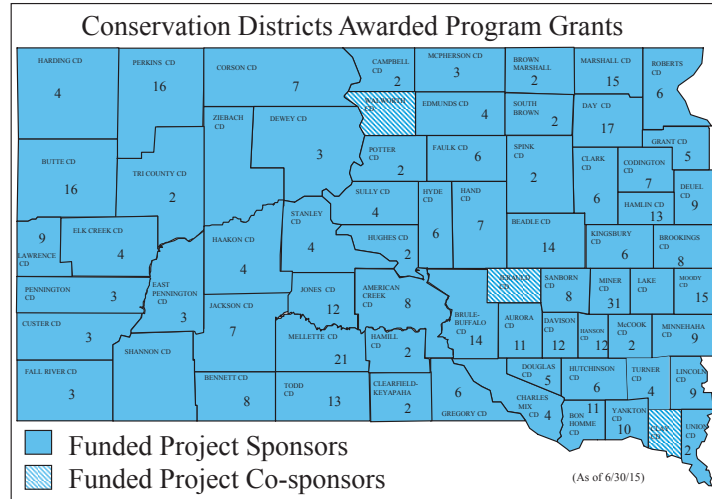 Conservation Districts Awarded Program Grants
HARDING CD
4
PERKINS CD
16
CORSON CD
7
CAMPBELL
CD
2
MCPHERSON CD
3
BROWN
MARSHALL
2
MARSHALL CD
15
ROBERTS
CD
6
WALWORTH
CD
EDMUNDS CD
4
SOUTH
BROWN
2
DAY CD
17
GRANT CD
5
ZIEBACH
CD
DEWEY CD
3
POTTER
CD
2
FAULK CD
6
SPINK
CD
2
CLARK
CD
6
CODINGTON
CD
7
BUTTE CD
16
TRI COUNTY CD
2
SULLY CD
4
HYDE
CD
6
HAND
CD
7
HAMLIN CD
13
DEUEL
CD
9
9
LAWRENCE
CD
ELK CREEK CD
4
HAAKON CD
4
STANLEY
CD
4
HUGHES CD
2
BEADLE CD
14
KINGSBURY
CD
6
BROOKINGS
CD
8
PENNINGTON
CD
3
EAST
PENNINGTON
CD
3
JACKSON CD
7
JONES CD
12
AMERICAN
CREEK CD
8
BRULE-
BUFFALO
CD
14
JERAULD
CD
SANBORN
CD
8
MINER
CD
31
LAKE
CD
MOODY
CD
15
CUSTER CD
3
MELLETTE CD
21
HAMILL
CD
2
AURORA
CD
11
DAVISON
CD
12
HANSON
CD
12
McCOOK
CD
2
MINNEHAHA
CD
9
FALL RIVER CD
3
SHANNON CD
BENNETT CD
8
TODD
CD
13
CLEARFIELD-
KEYAPAHA
CD
2
6
GREGORY CD
DOUGLAS
CD
5
CHARLES
MIX
CD
4
HUTCHINSON
CD
6
TURNER
CD
4
LINCOLN
CD
9
11
BON
HOMME
CD
YANKTON
CD
10
CLAY
CD
UNION
CD
2
Funded Project Sponsors
Funded Project Co-sponsors
(As of 6/30/15)